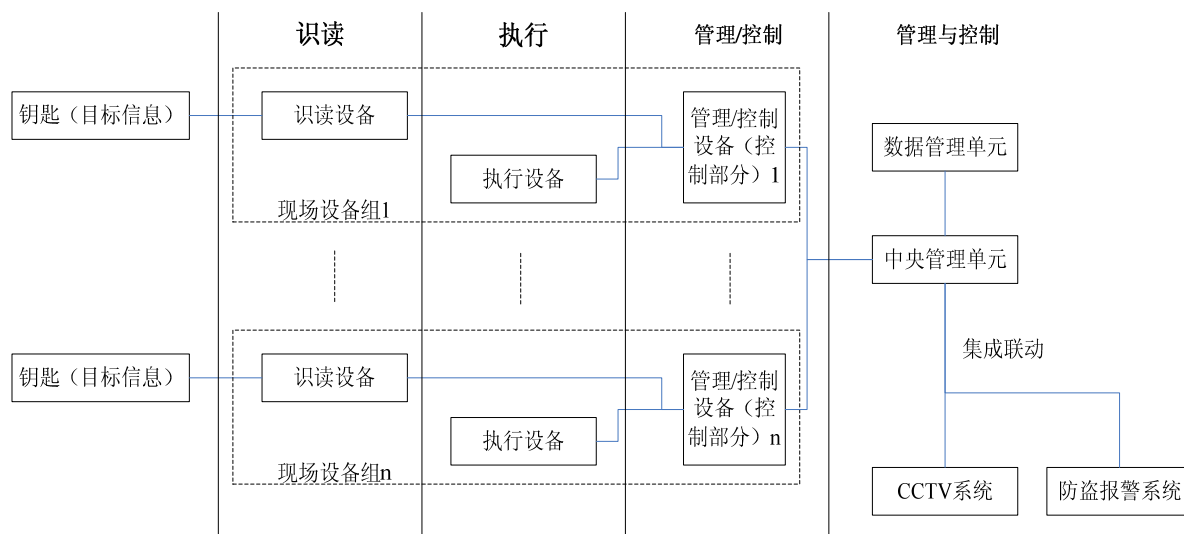 识读
执行
管理/控制
管理与控制
钥匙（目标信息）
识读设备
执行设备
管理/控制
设备（控
制部分）1
现场设备组1
数据管理单元
中央管理单元
集成联动
钥匙（目标信息）
识读设备
执行设备
管理/控制
设备（控
制部分）n
现场设备组n
CCTV系统
防盗报警系统